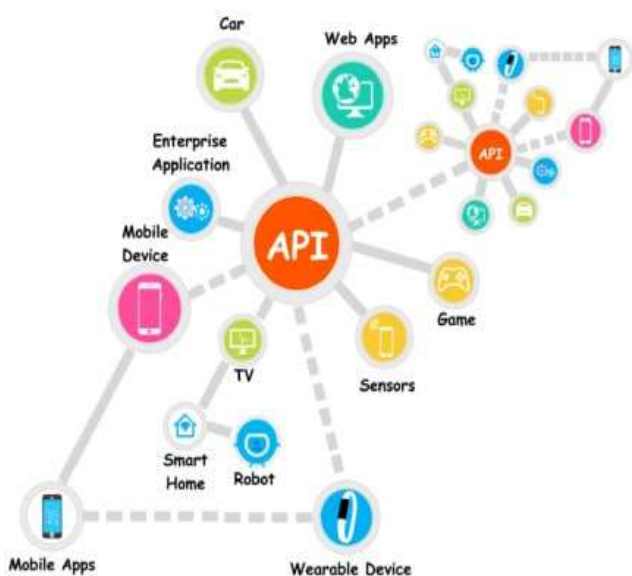 Car
Web Apps
Enterprise
Application
Mobile
Device
API
API
Game
TV
Sensors
Smart
Home
Robot
Mobile Apps
Wearable Device